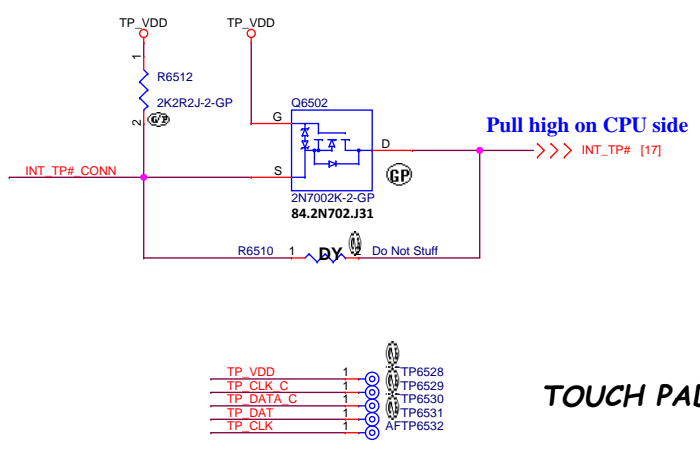 TP_VDD
TP_VDD
1
R6512
2K2R2J-2-GP
2
Q6502
G
D
S
Pull high on CPU side
INT_TP# [17]
INT_TP#_CONN
GP
2N7002K-2-GP
84.2N702.J31
R6510 1 DY 2 Do Not Stuff
TP_VDD 1 TP6528
TP_CLK_C 1 TP6529
TP_DATA_C 1 TP6530
TP_DAT 1 TP6531
TP_CLK 1 AFTP6532
TOUCH PAD